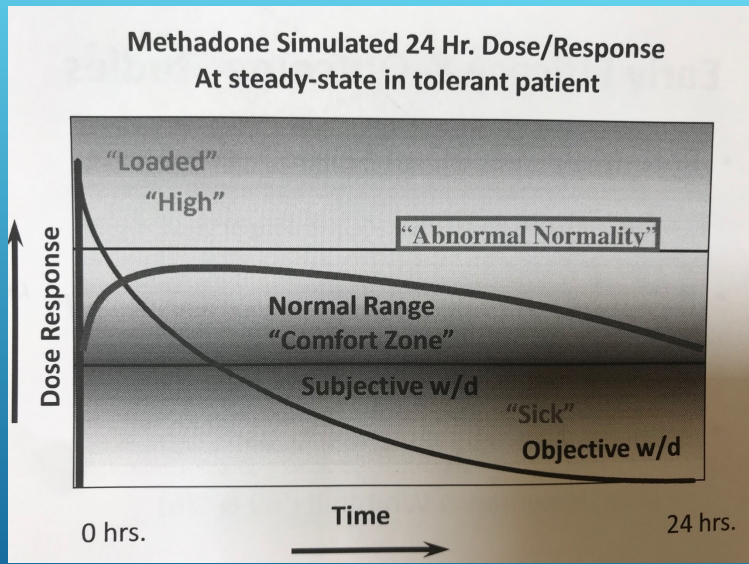 Methadone Simulated 24 Hr. Dose/Response
At steady-state in tolerant patient
“Loaded”
“High”
“Abnormal Normality”
Dose Response
Normal Range
“Comfort Zone”
Subjective w/d
“Sick”
Objective w/d
0 hrs.
Time
24 hrs.